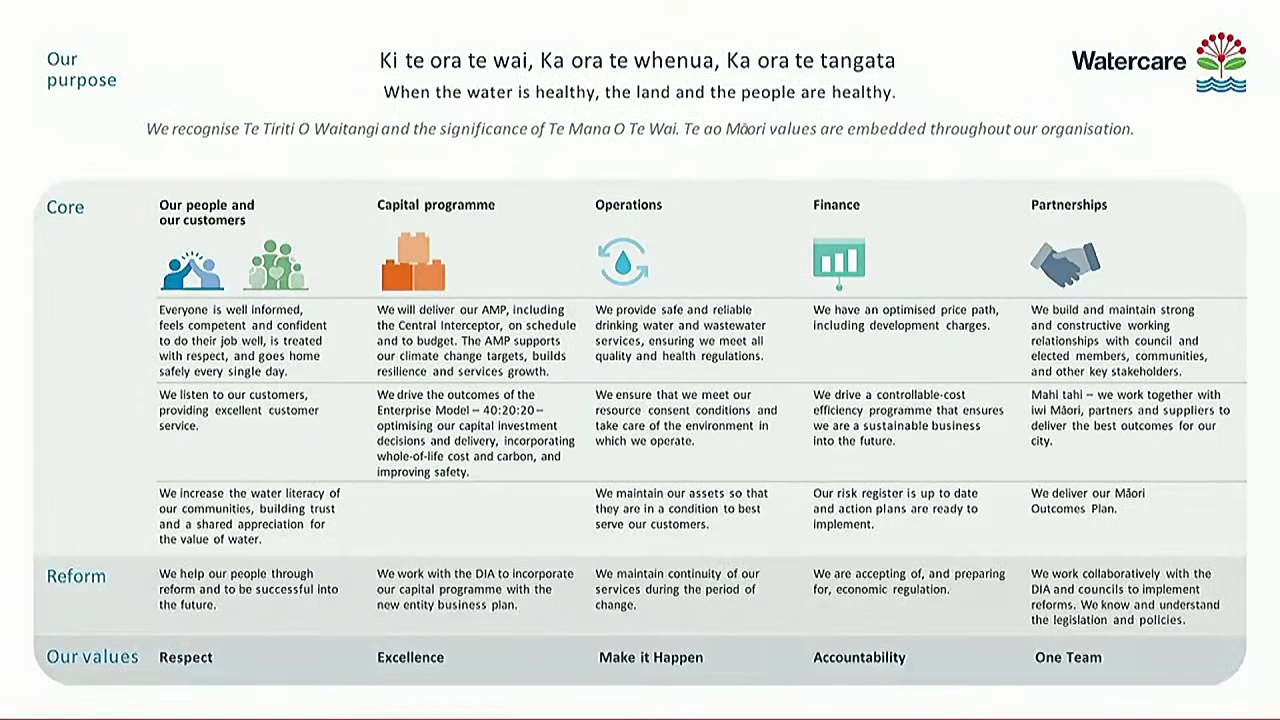 Our
purpose
Ki te ora te wai, Ka ora te whenua, Ka ora te tangata
When the water is healthy, the land and the people are healthy.
We recognise Te Tiriti O Waitangi and the significance of Te Mana O Te Wai. Te ao Māori values are embedded throughout our organisation.
Watercare
Core
Our people and
our customers
Capital programme
Operations
Finance
Partnerships
Everyone is well informed,
feels competent and confident
to do their job well, is treated
with respect, and goes home
safely every single day.
We will deliver our AMP, including
the Central Interceptor, on schedule
and to budget. The AMP supports
our climate change targets, builds
resilience and services growth.
We provide safe and reliable
drinking water and wastewater
services, ensuring we meet all
quality and health regulations.
We have an optimised price path,
including development charges.
We build and maintain strong
and constructive working
relationships with council and
elected members, communities,
and other key stakeholders.
We listen to our customers,
providing excellent customer
service.
We drive the outcomes of the
Enterprise Model – 40:20:20 –
optimising our capital investment
decisions and delivery, incorporating
whole-of-life cost and carbon, and
improving safety.
We ensure that we meet our
resource consent conditions and
take care of the environment in
which we operate.
We drive a controllable-cost
efficiency programme that ensures
we are a sustainable business
into the future.
Mahi tahi – we work together with
iwi Māori, partners and suppliers to
deliver the best outcomes for our
city.
We increase the water literacy of
our communities, building trust
and a shared appreciation for
the value of water.
We maintain our assets so that
they are in a condition to best
serve our customers.
Our risk register is up to date
and action plans are ready to
implement.
We deliver our Māori
Outcomes Plan.
Reform
We help our people through
reform and to be successful into
the future.
We work with the DIA to incorporate
our capital programme with the
new entity business plan.
We maintain continuity of our
services during the period of
change.
We are accepting of, and preparing
for, economic regulation.
We work collaboratively with the
DIA and councils to implement
reforms. We know and understand
the legislation and policies.
Our values
Respect
Excellence
Make it Happen
Accountability
One Team